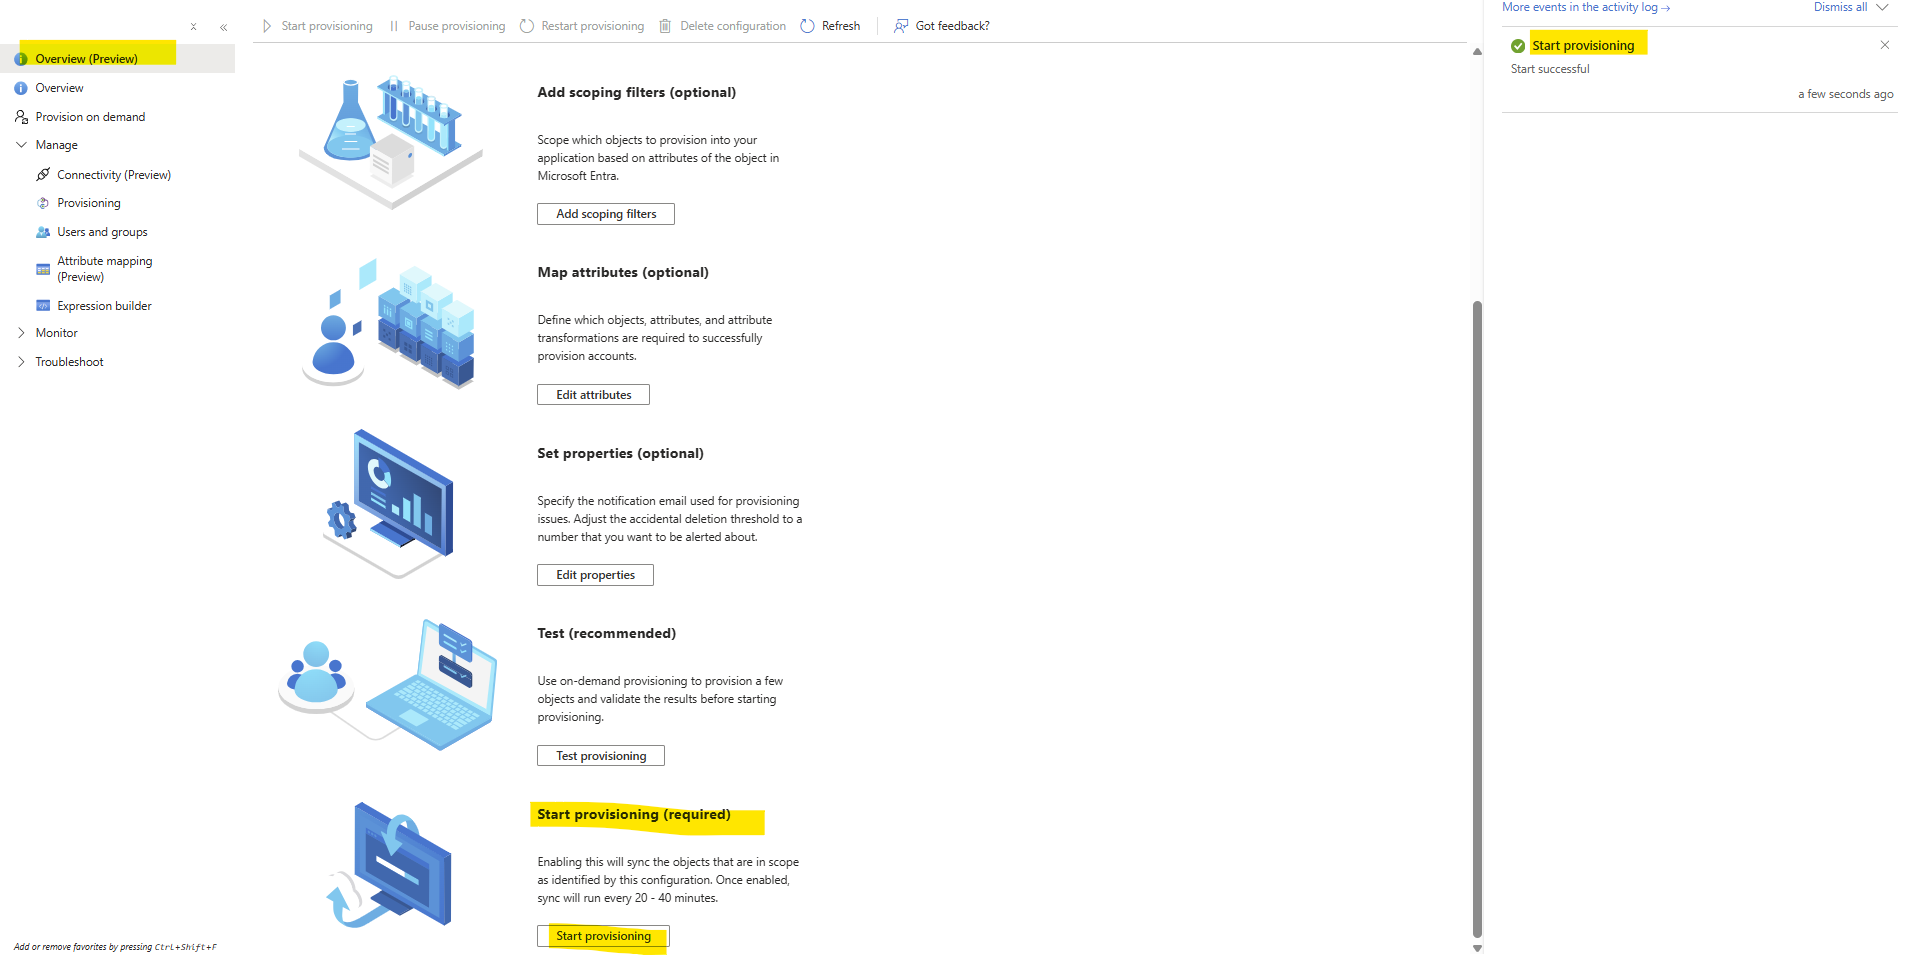 Start provisioning
Pause provisioning
Restart provisioning
Delete configuration
Refresh
Got feedback?
Overview (Preview)
Overview
Provision on demand
Manage
Connectivity (Preview)
Provisioning
Users and groups
Attribute mapping
(Preview)
Expression builder
Monitor
Troubleshoot
Add or remove favorites by pressing Ctrl+Shift+F
Add scoping filters (optional)
Scope which objects to provision into your
application based on attributes of the object in
Microsoft Entra.
Add scoping filters
Map attributes (optional)
Define which objects, attributes, and attribute
transformations are required to successfully
provision accounts.
Edit attributes
Set properties (optional)
Specify the notification email used for provisioning
issues. Adjust the accidental deletion threshold to a
number that you want to be alerted about.
Edit properties
Test (recommended)
Use on-demand provisioning to provision a few
objects and validate the results before starting
provisioning.
Test provisioning
Start provisioning (required)
Enabling this will sync the objects that are in scope
as identified by this configuration. Once enabled,
sync will run every 20 - 40 minutes.
Start provisioning
More events in the activity log →
Dismiss all
Start provisioning
Start successful
a few seconds ago